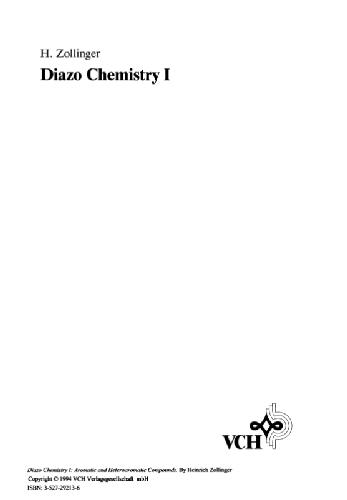 H. Zollinger
Diazo Chemistry I
VCH
Diazo Chemistry I: Aromatic and Heteroaromatic Compounds. By Heinrich Zollinger
Copyright © 1994 VCH Verlagsgesellschaft mbH
ISBN: 3-527-29213-6